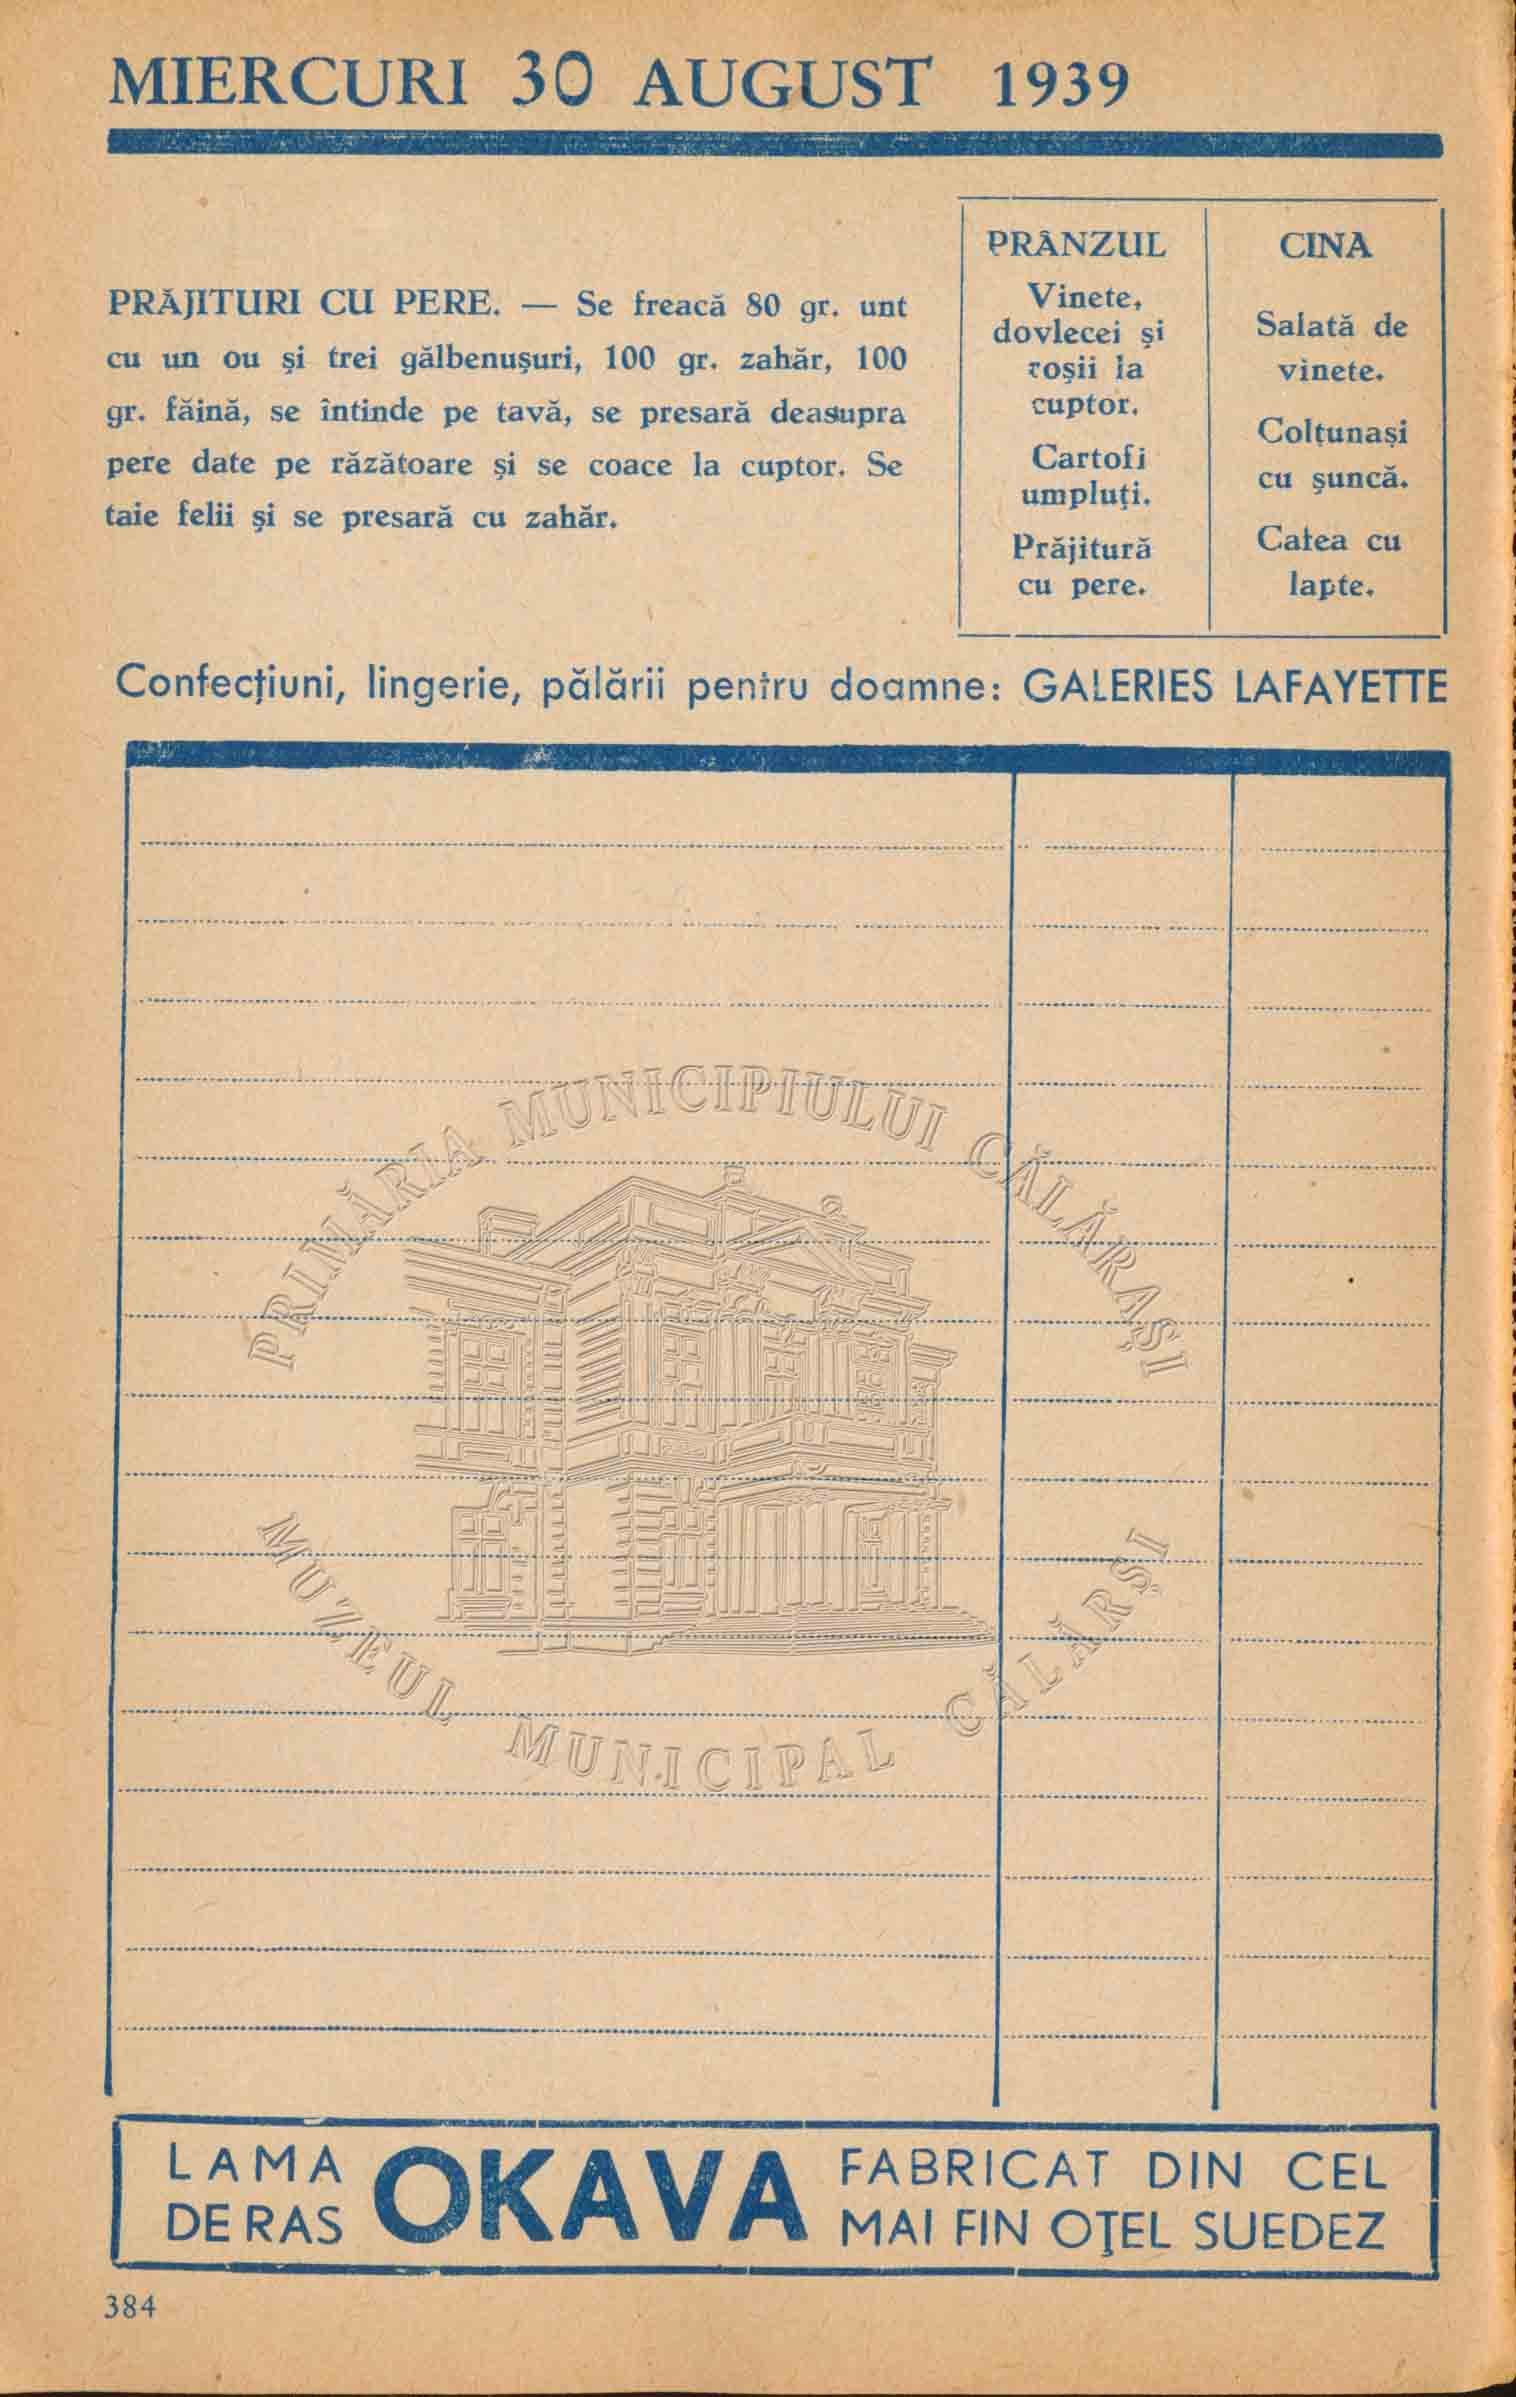 MIERCURI 30 AUGUST 1939
PRĂJITURI CU PERE. — Se freacă 80 gr. unt
cu un ou și trei gălbenușuri, 100 gr. zahăr, 100
gr. făină, se întinde pe tavă, se presară deasupra
pere date pe răzătoare și se coace la cuptor. Se
taie felii și se presară cu zahăr.
PRÂNZUL
Vinete,
dovlecei și
roșii la
cuptor.
Cartofi
umpluți.
Prăjitură
cu pere.
CINA
Salată de
vinete.
Colțunași
cu șuncă.
Cafea cu
lapte.
Confecțiuni, lingerie, pălării pentru doamne: GALERIES LAFAYETTE
PRIMĂRIA MUNICIPIULUI CĂLĂRAȘI
MUZEUL MUNICIPAL CĂLĂRȘI
LAMA
DE RAS
OKAVA
FABRICAT DIN CEL
MAI FIN OȚEL SUEDEZ
384